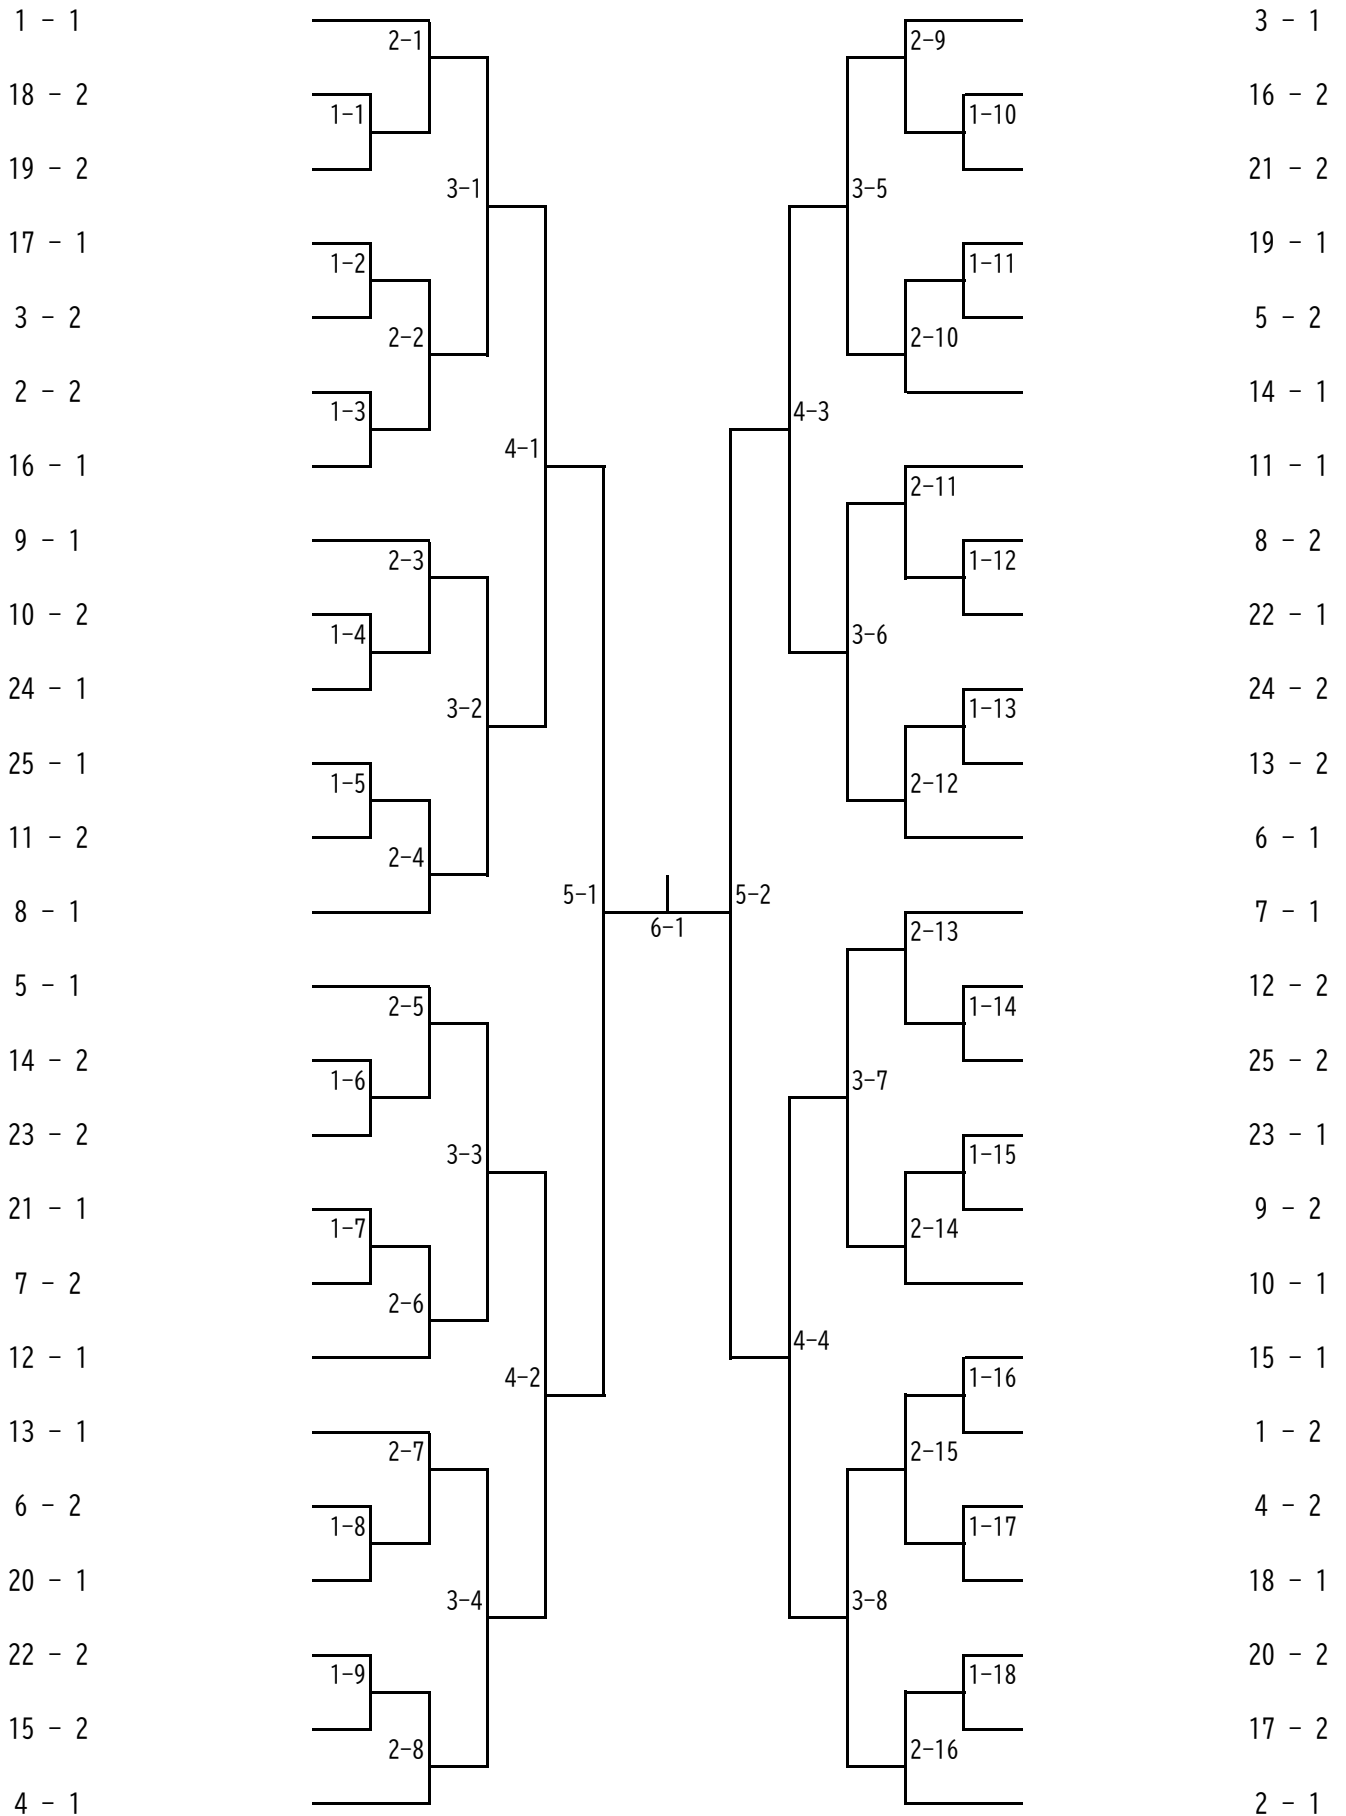 1 − 1
3 − 1
2−1
2−9
18 − 2
16 − 2
1−1
1−10
19 − 2
21 − 2
3−1
3−5
17 − 1
19 − 1
1−2
1−11
3 − 2
5 − 2
2−2
2−10
2 − 2
14 − 1
1−3
4−3
4−1
16 − 1
11 − 1
2−11
9 − 1
8 − 2
2−3
1−12
10 − 2
22 − 1
1−4
3−6
24 − 1
24 − 2
3−2
1−13
25 − 1
13 − 2
1−5
2−12
11 − 2
6 − 1
2−4
5−1
5−2
8 − 1
7 − 1
6−1
2−13
5 − 1
12 − 2
2−5
1−14
14 − 2
25 − 2
1−6
3−7
23 − 2
23 − 1
3−3
1−15
21 − 1
9 − 2
1−7
2−14
7 − 2
10 − 1
2−6
4−4
12 − 1
15 − 1
4−2
1−16
13 − 1
1 − 2
2−7
2−15
6 − 2
4 − 2
1−8
1−17
20 − 1
18 − 1
3−4
3−8
22 − 2
20 − 2
1−9
1−18
15 − 2
17 − 2
2−8
2−16
4 − 1
2 − 1